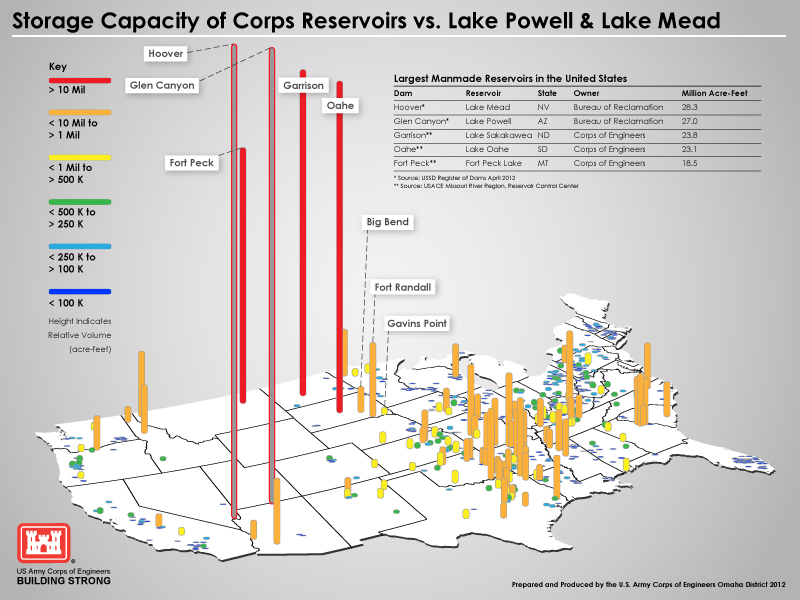 Storage Capacity of Corps Reservoirs vs. Lake Powell & Lake Mead
Hoover
Glen Canyon
Garrison
Oahe
Fort Peck
Big Bend
Fort Randall
Gavins Point
Key
> 10 Mil
< 10 Mil to
> 1 Mil
< 1 Mil to
> 500 K
< 500 K to
> 250 K
< 250 K to
> 100 K
< 100 K
Height Indicates
Relative Volume
(acre-feet)
Largest Manmade Reservoirs in the United States
Dam Reservoir State Owner Million Acre-Feet
Hoover* Lake Mead NV Bureau of Reclamation 28.3
Glen Canyon* Lake Powell AZ Bureau of Reclamation 27.0
Garrison** Lake Sakakawea ND Corps of Engineers 23.8
Oahe** Lake Oahe SD Corps of Engineers 23.1
Fort Peck** Fort Peck Lake MT Corps of Engineers 18.5
* Source: USSD Register of Dams April 2012
** Source: USACE Missouri River Region, Reservoir Control Center
US Army Corps of Engineers
BUILDING STRONG
®
Prepared and Produced by the U.S. Army Corps of Engineers Omaha District 2012